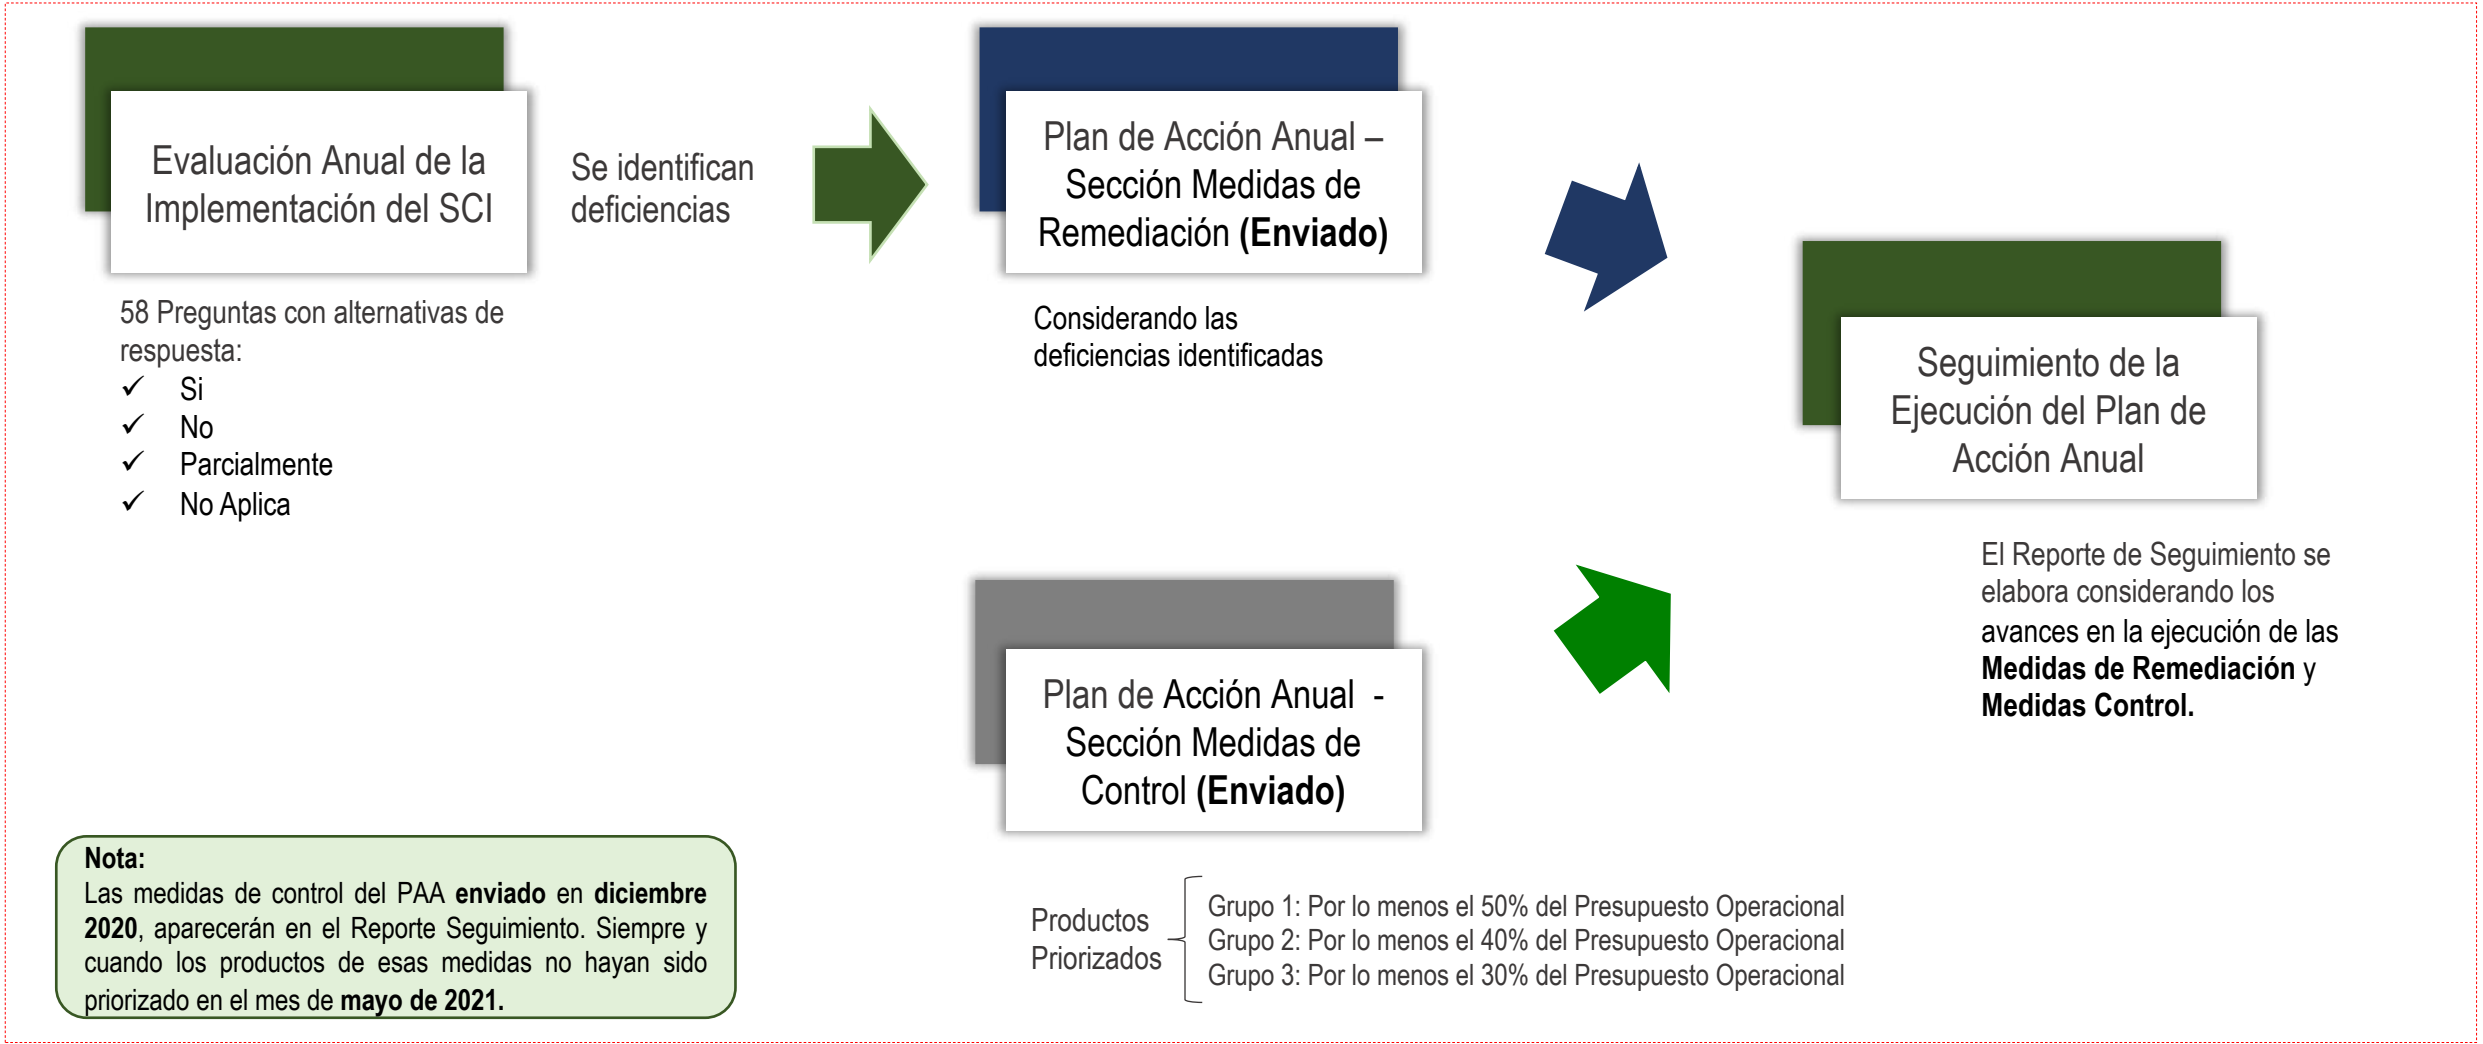 Evaluación Anual de la
Implementación del SCI
Se identifican
deficiencias
58 Preguntas con alternativas de
respuesta:
✓ Si
✓ No
✓ Parcialmente
✓ No Aplica
Plan de Acción Anual –
Sección Medidas de
Remediación (Enviado)
Considerando las
deficiencias identificadas
Plan de Acción Anual -
Sección Medidas de
Control (Enviado)
Productos
Priorizados
Grupo 1: Por lo menos el 50% del Presupuesto Operacional
Grupo 2: Por lo menos el 40% del Presupuesto Operacional
Grupo 3: Por lo menos el 30% del Presupuesto Operacional
Seguimiento de la
Ejecución del Plan de
Acción Anual
El Reporte de Seguimiento se
elabora considerando los
avances en la ejecución de las
Medidas de Remediación y
Medidas Control.
Nota:
Las medidas de control del PAA enviado en diciembre
2020, aparecerán en el Reporte Seguimiento. Siempre y
cuando los productos de esas medidas no hayan sido
priorizado en el mes de mayo de 2021.